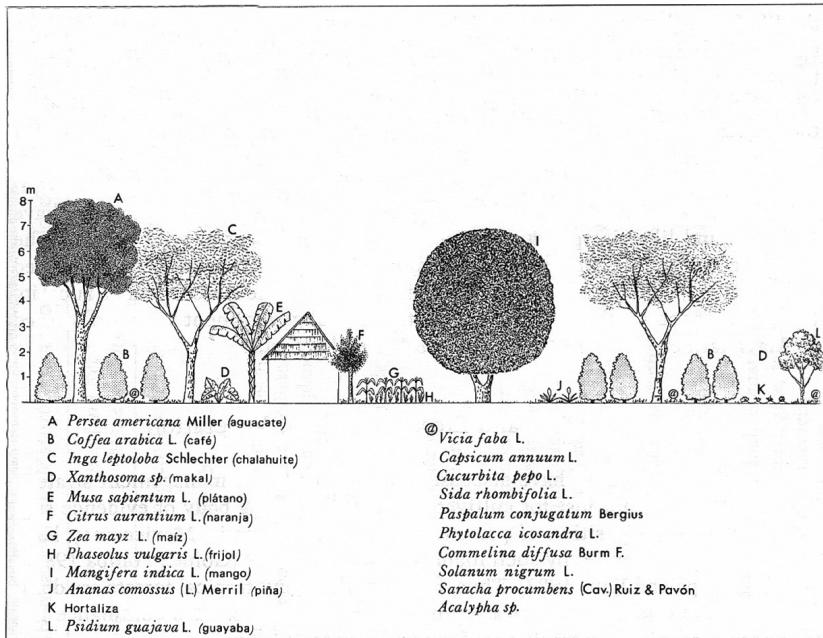 m
8
7
6
5
4
3
2
1
A
C
I
E
F
L
B
D
G
H
J
B
D
K
@
@
@
A Persea americana Miller (aguacate)
B Coffea arabica L. (café)
C Inga leptoloba Schlechter (chalahuite)
D Xanthosoma sp. (makal)
E Musa sapientum L. (plátano)
F Citrus aurantium L. (naranja)
G Zea mayz L. (maíz)
H Phaseolus vulgaris L. (frijol)
I Mangifera indica L. (mango)
J Ananas comossus (L.) Merril (piña)
K Hortaliza
L Psidium guajava L. (guayaba)
@ Vicia faba L.
Capsicum annuum L.
Cucurbita pepo L.
Sida rhombifolia L.
Paspalum conjugatum Bergius
Phytolacca icosandra L.
Commelina diffusa Burm F.
Solanum nigrum L.
Saracha procumbens (Cav.) Ruiz & Pavón
Acalypha sp.